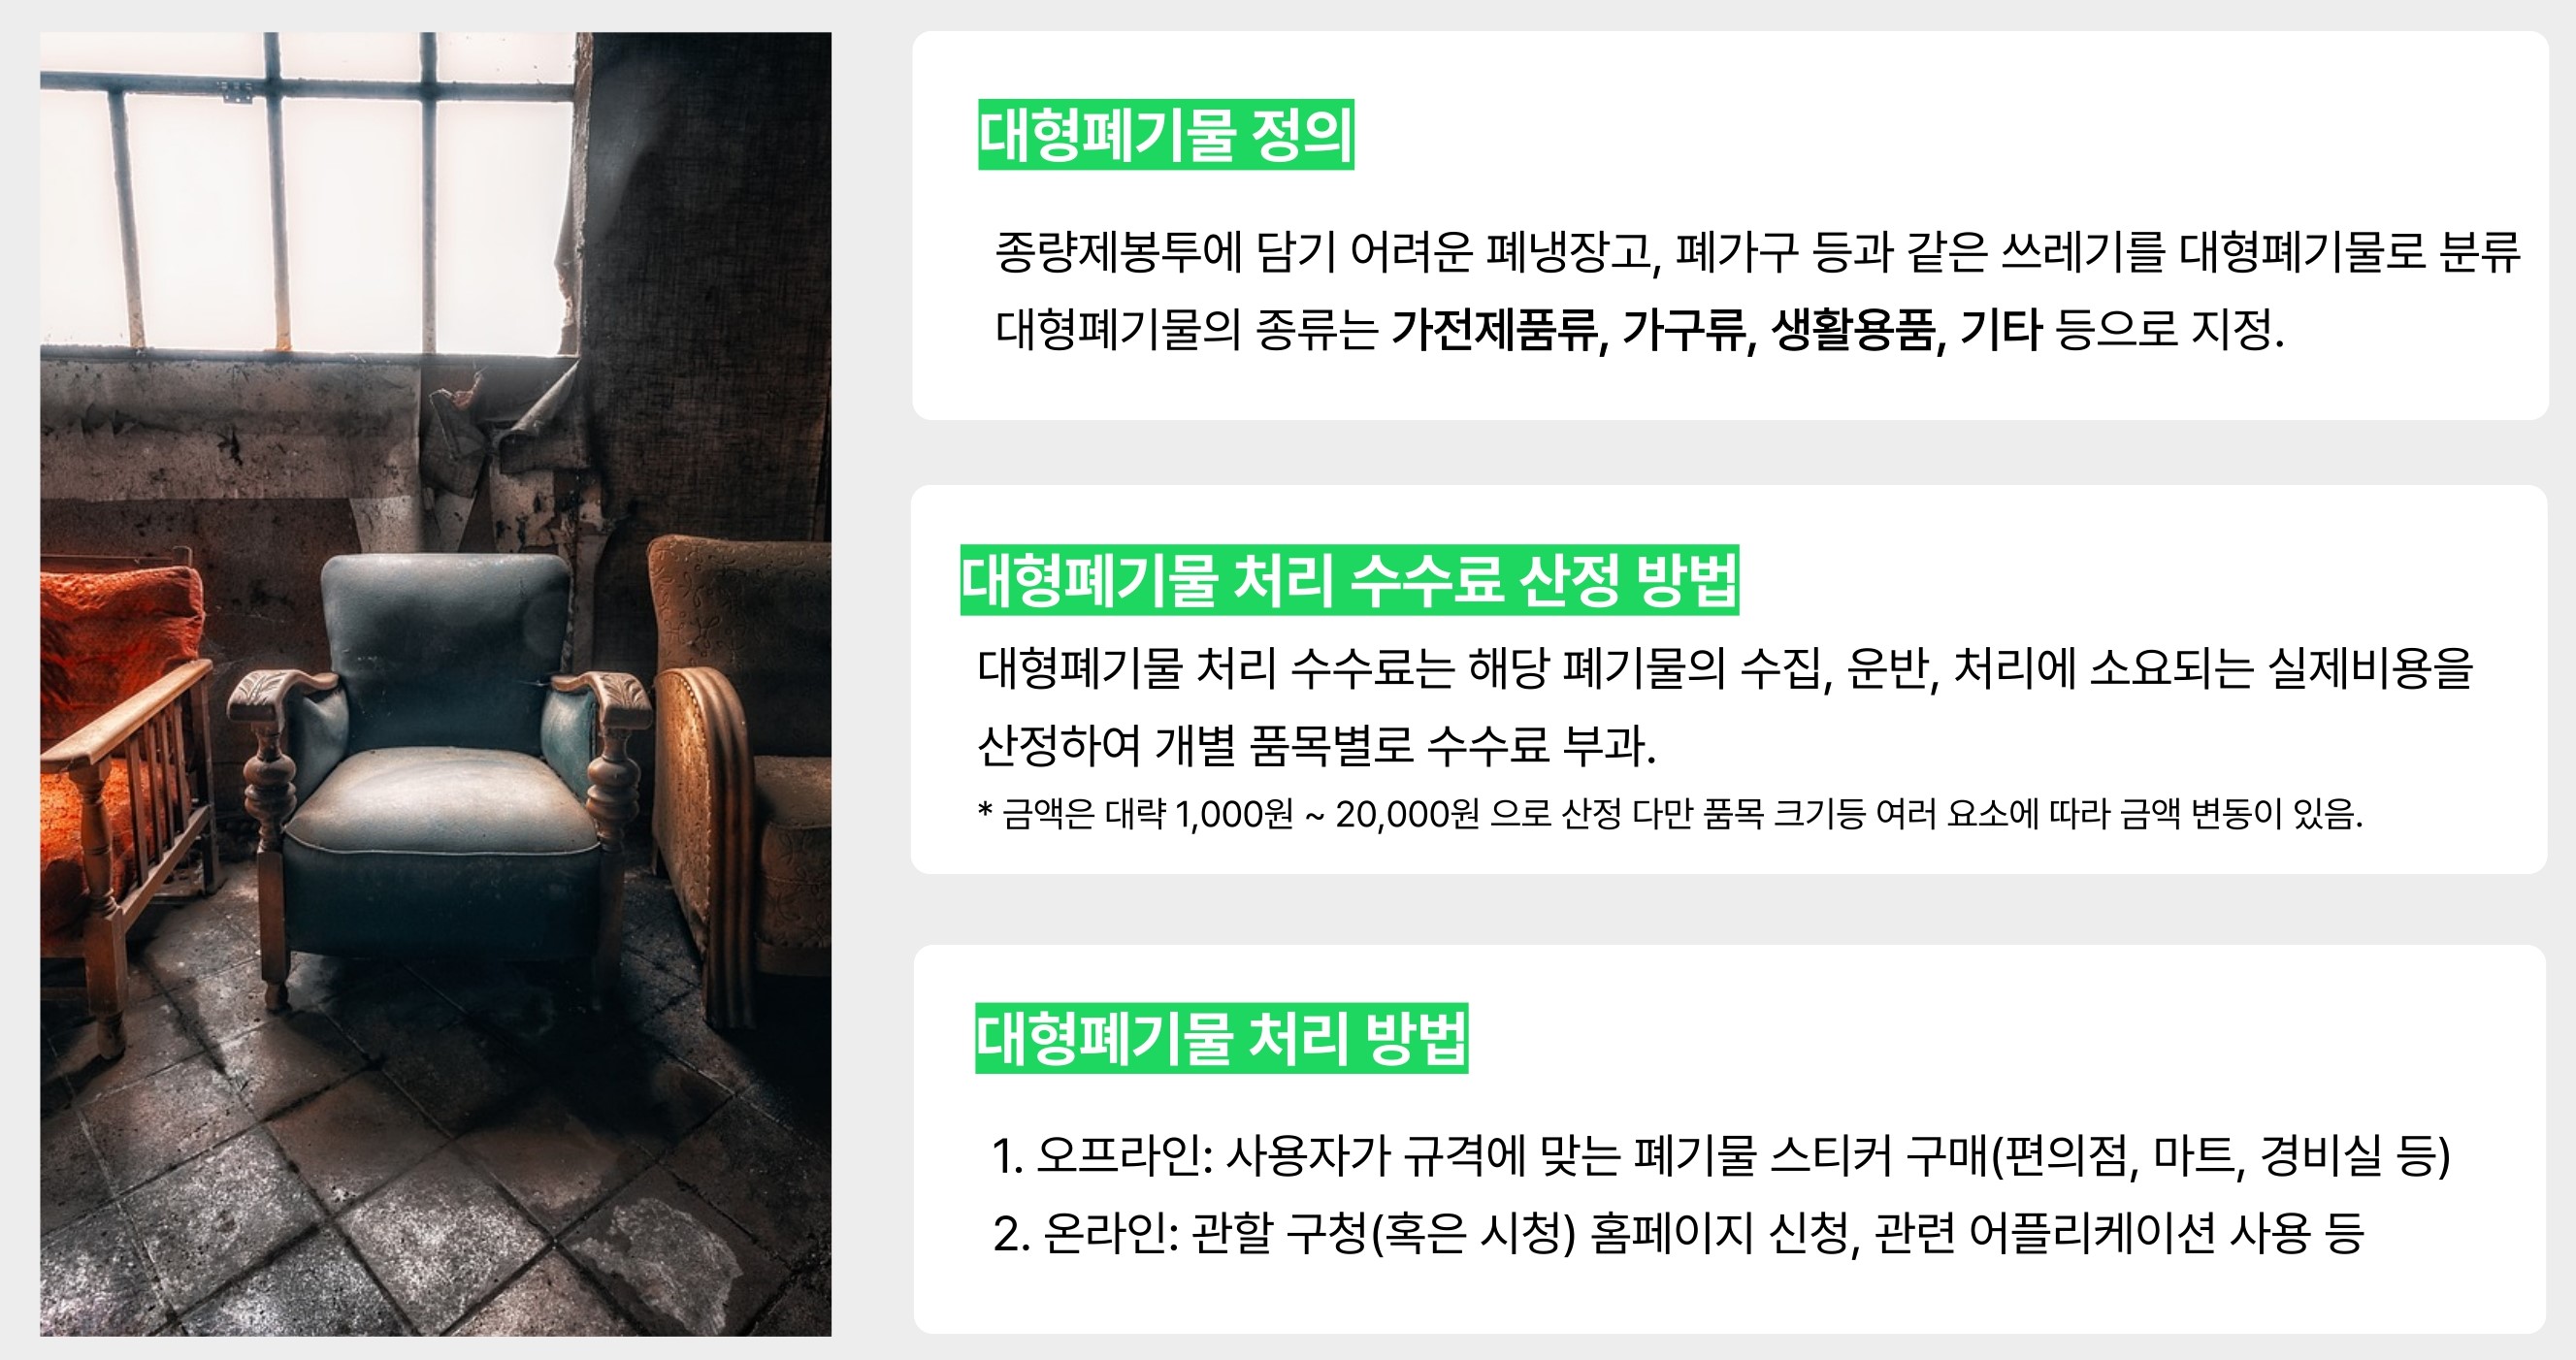 대형폐기물 정의
종량제봉투에 담기 어려운 폐냉장고, 폐가구 등과 같은 쓰레기를 대형폐기물로 분류
대형폐기물의 종류는 가전제품류, 가구류, 생활용품, 기타 등으로 지정.
대형폐기물 처리 수수료 산정 방법
대형폐기물 처리 수수료는 해당 폐기물의 수집, 운반, 처리에 소요되는 실제비용을
산정하여 개별 품목별로 수수료 부과.
* 금액은 대략 1,000원 ~ 20,000원 으로 산정 다만 품목 크기등 여러 요소에 따라 금액 변동이 있음.
대형폐기물 처리 방법
1. 오프라인: 사용자가 규격에 맞는 폐기물 스티커 구매(편의점, 마트, 경비실 등)
2. 온라인: 관할 구청(혹은 시청) 홈페이지 신청, 관련 어플리케이션 사용 등